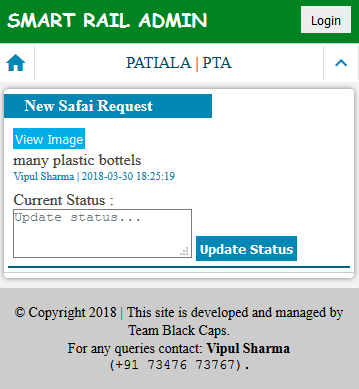 SMART RAIL ADMIN Login
PATIALA | PTA
New Safai Request
View Image
many plastic bottels
Vipul Sharma | 2018-03-30 18:25:19
Current Status :
Update status...
Update Status
© Copyright 2018 | This site is developed and managed by
Team Black Caps.
For any queries contact: Vipul Sharma
(+91 73476 73767).